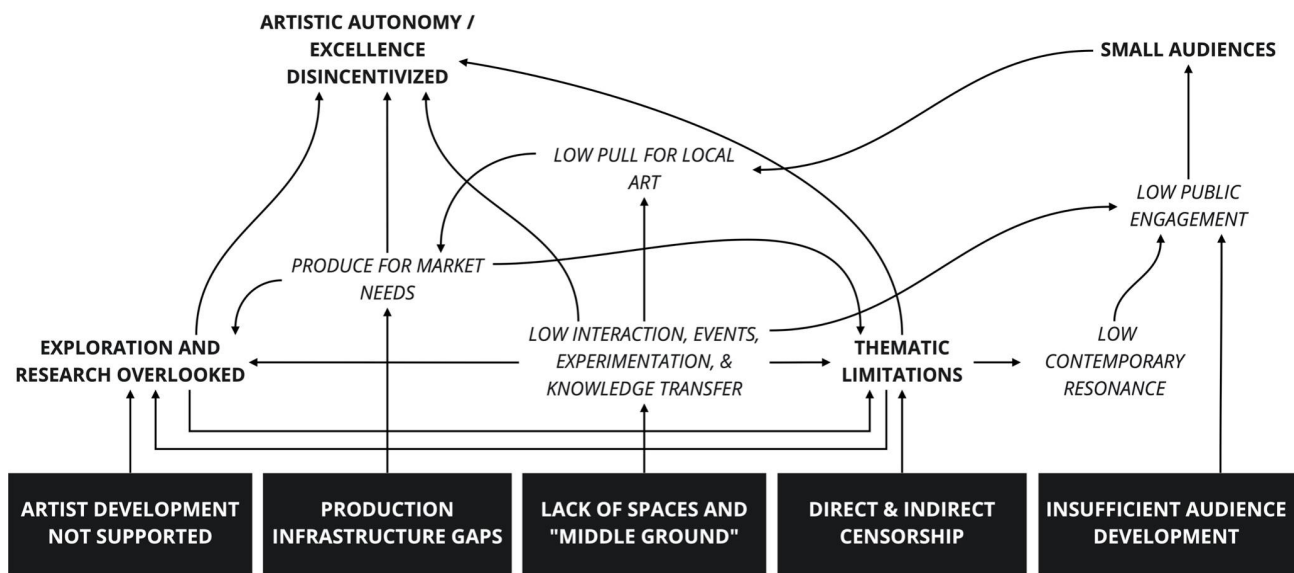 ARTISTIC AUTONOMY /
EXCELLENCE
DISINCENTIVIZED
SMALL AUDIENCES
LOW PULL FOR LOCAL
ART
LOW PUBLIC
ENGAGEMENT
PRODUCE FOR MARKET
NEEDS
EXPLORATION AND
RESEARCH OVERLOOKED
LOW INTERACTION, EVENTS,
EXPERIMENTATION, &
KNOWLEDGE TRANSFER
THEMATIC
LIMITATIONS
LOW
CONTEMPORARY
RESONANCE
ARTIST DEVELOPMENT
NOT SUPPORTED
PRODUCTION
INFRASTRUCTURE GAPS
LACK OF SPACES AND
"MIDDLE GROUND"
DIRECT & INDIRECT
CENSORSHIP
INSUFFICIENT AUDIENCE
DEVELOPMENT